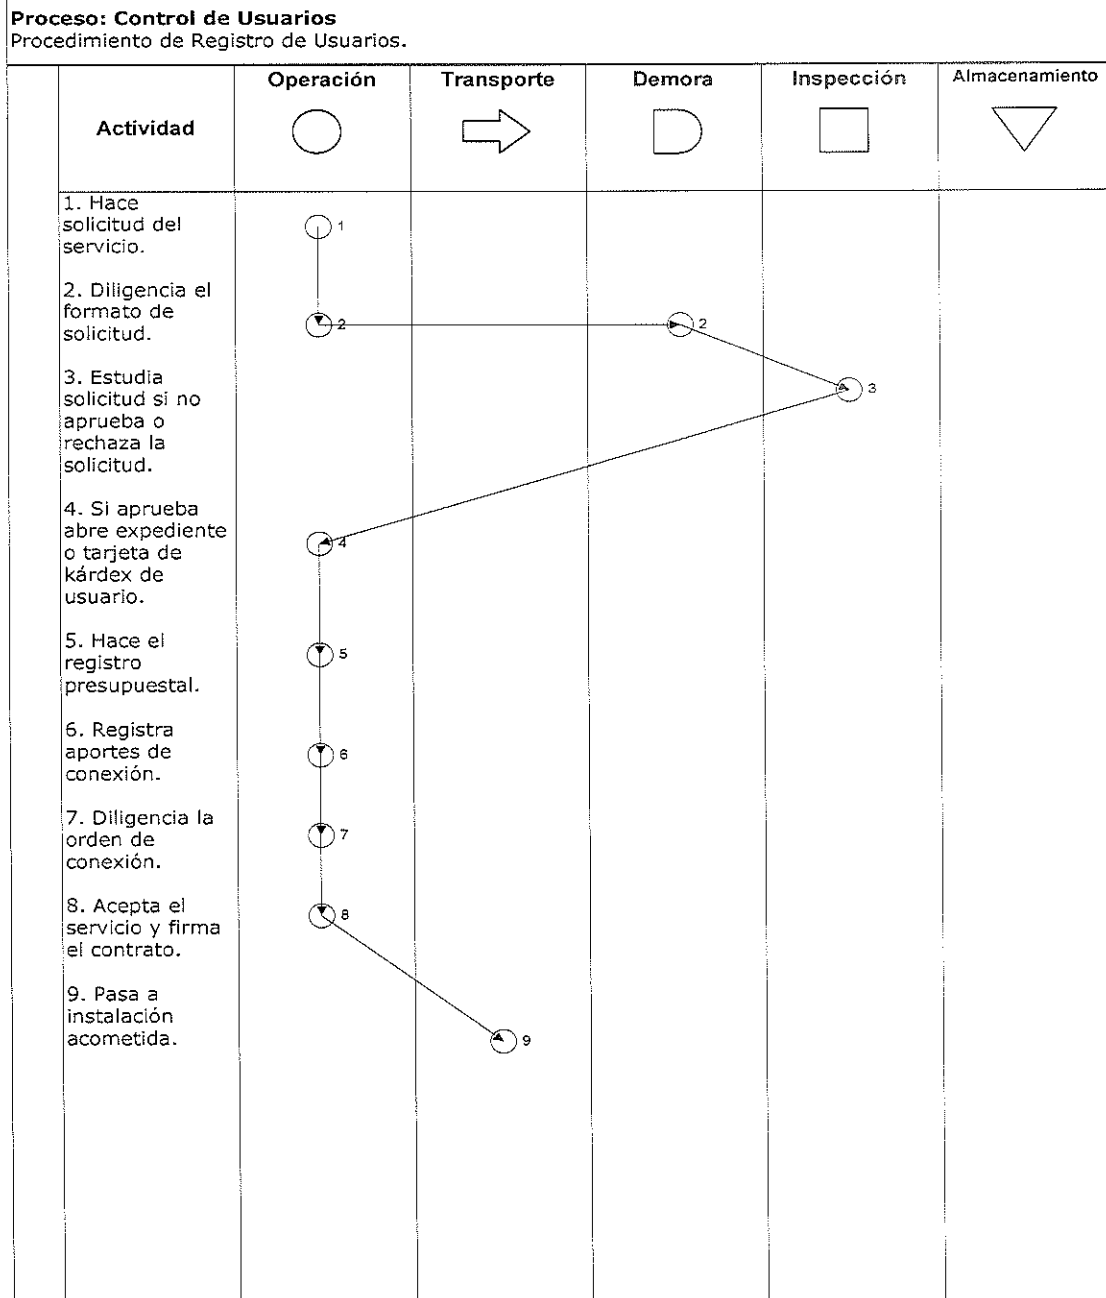 Proceso: Control de Usuarios
Procedimiento de Registro de Usuarios.
Actividad
Operación
Transporte
Demora
Inspección
Almacenamiento
1. Hace
solicitud del
servicio.
1
2. Diligencia el
formato de
solicitud.
2
2
3. Estudia
solicitud si no
aprueba o
rechaza la
solicitud.
3
4. Si aprueba
abre expediente
o tarjeta de
kárdex de
usuario.
4
5. Hace el
registro
presupuestal.
5
6. Registra
aportes de
conexión.
6
7. Diligencia la
orden de
conexión.
7
8. Acepta el
servicio y firma
el contrato.
8
9. Pasa a
instalación
acometida.
9